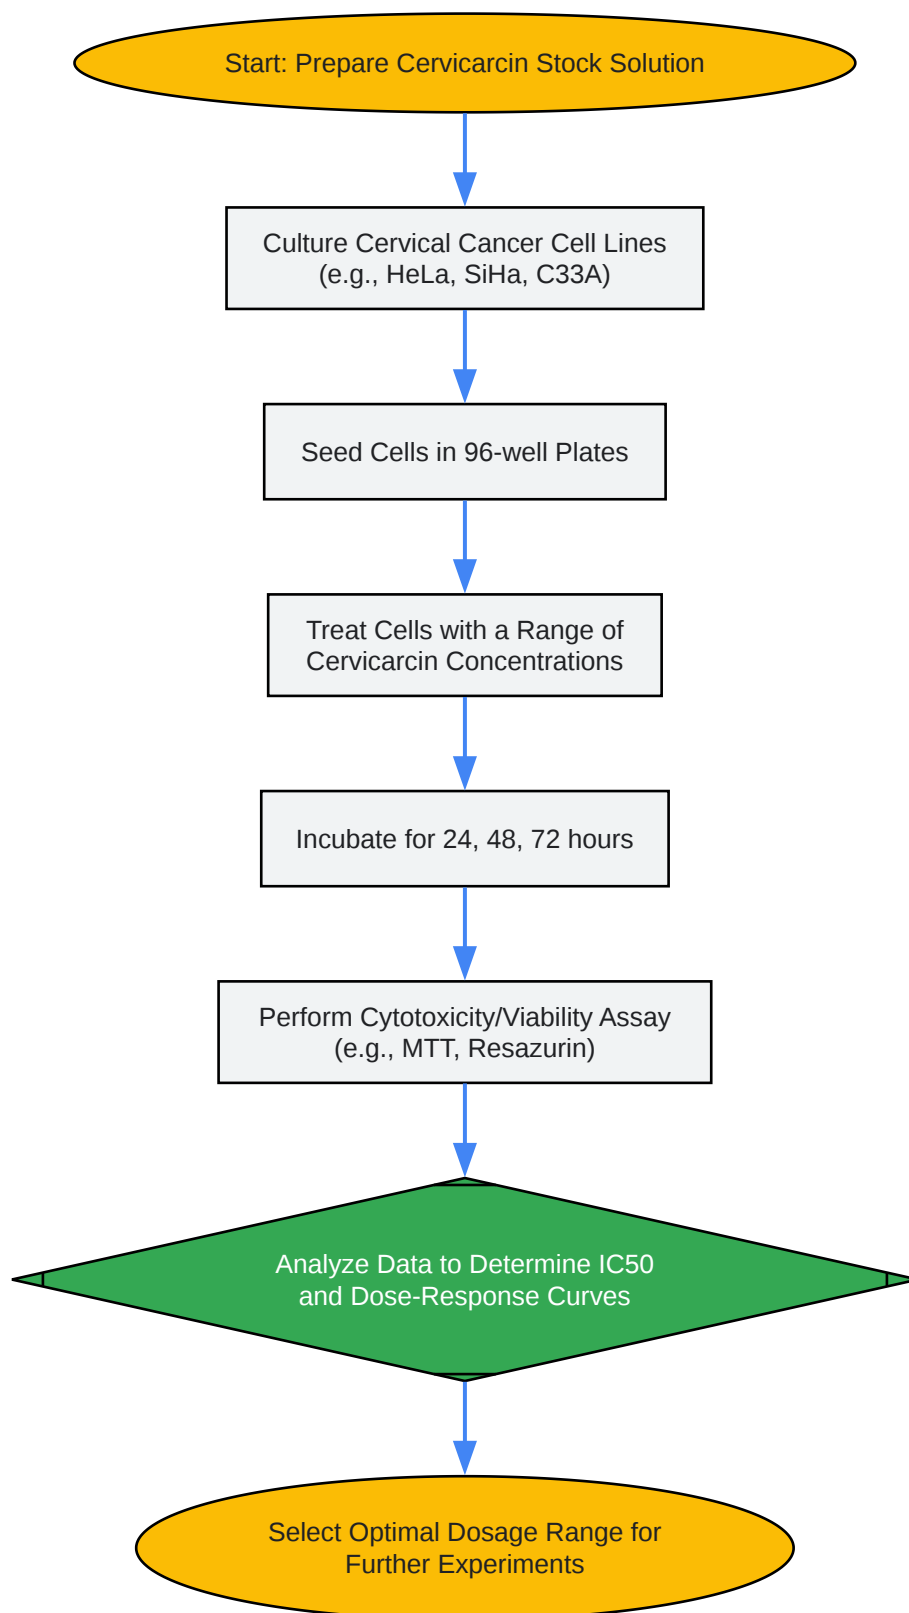 Start: Prepare Cervicarcin Stock Solution
Culture Cervical Cancer Cell Lines
(e.g., HeLa, SiHa, C33A)
Seed Cells in 96-well Plates
Treat Cells with a Range of
Cervicarcin Concentrations
Incubate for 24, 48, 72 hours
Perform Cytotoxicity/Viability Assay
(e.g., MTT, Resazurin)
Analyze Data to Determine IC50
and Dose-Response Curves
Select Optimal Dosage Range for
Further Experiments